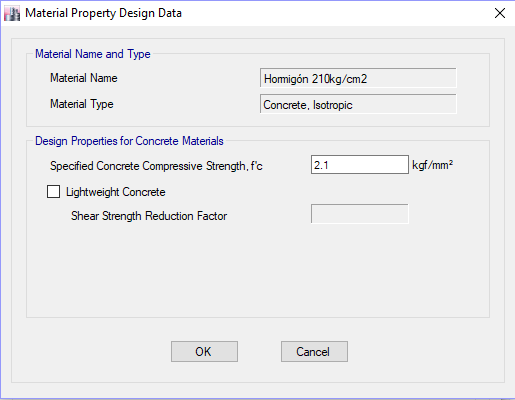 Material Property Design Data
Material Name and Type
Material Name Hormigón 210kg/cm2
Material Type Concrete, Isotropic
Design Properties for Concrete Materials
Specified Concrete Compressive Strength, f'c 2.1 kgf/mm²
Lightweight Concrete
Shear Strength Reduction Factor
OK Cancel